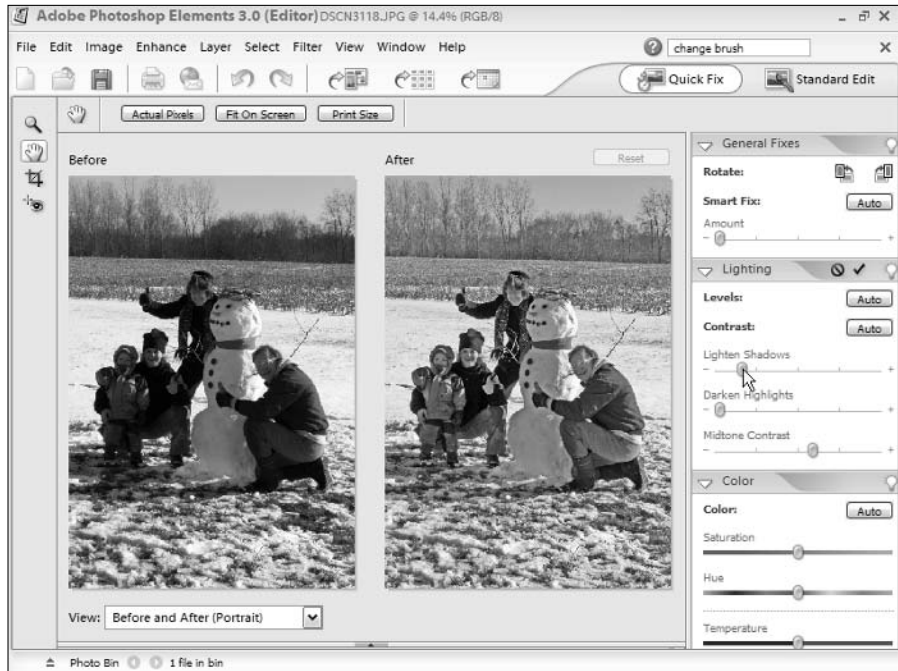 Adobe Photoshop Elements 3.0 (Editor) DSCN3118.JPG @ 14.4% (RGB/8)
File Edit Image Enhance Layer Select Filter View Window Help
change brush
Quick Fix
Standard Edit
Actual Pixels
Fit On Screen
Print Size
Before
After
Reset
General Fixes
Rotate:
Smart Fix:
Auto
Amount
- +
Lighting
Levels:
Auto
Contrast:
Auto
Lighten Shadows
- +
Darken Highlights
- +
Midtone Contrast
- +
Color
Color:
Auto
Saturation
Hue
Temperature
View: Before and After (Portrait)
Photo Bin
1 file in bin